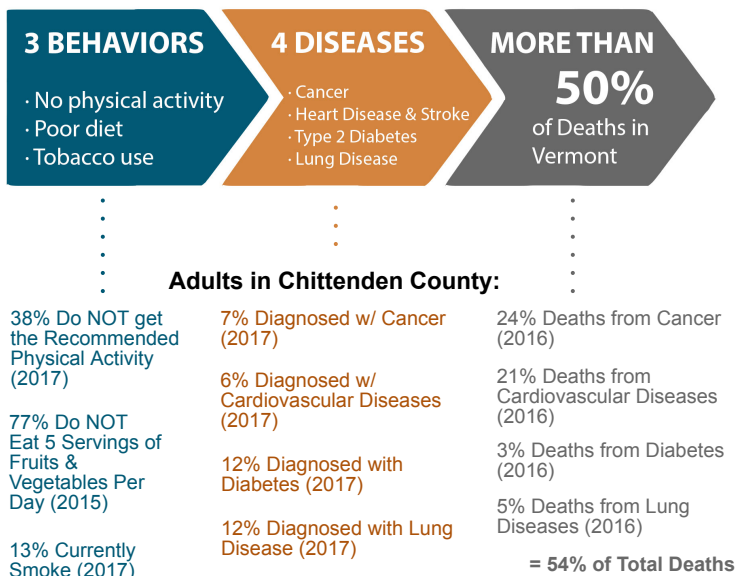 3 BEHAVIORS
· No physical activity
· Poor diet
· Tobacco use
4 DISEASES
· Cancer
· Heart Disease & Stroke
· Type 2 Diabetes
· Lung Disease
MORE THAN
50%
of Deaths in
Vermont
Adults in Chittenden County:
38% Do NOT get
the Recommended
Physical Activity
(2017)
77% Do NOT
Eat 5 Servings of
Fruits &
Vegetables Per
Day (2015)
13% Currently
Smoke (2017)
7% Diagnosed w/ Cancer
(2017)
6% Diagnosed w/
Cardiovascular Diseases
(2017)
12% Diagnosed with
Diabetes (2017)
12% Diagnosed with Lung
Disease (2017)
24% Deaths from Cancer
(2016)
21% Deaths from
Cardiovascular Diseases
(2016)
3% Deaths from Diabetes
(2016)
5% Deaths from Lung
Diseases (2016)
= 54% of Total Deaths